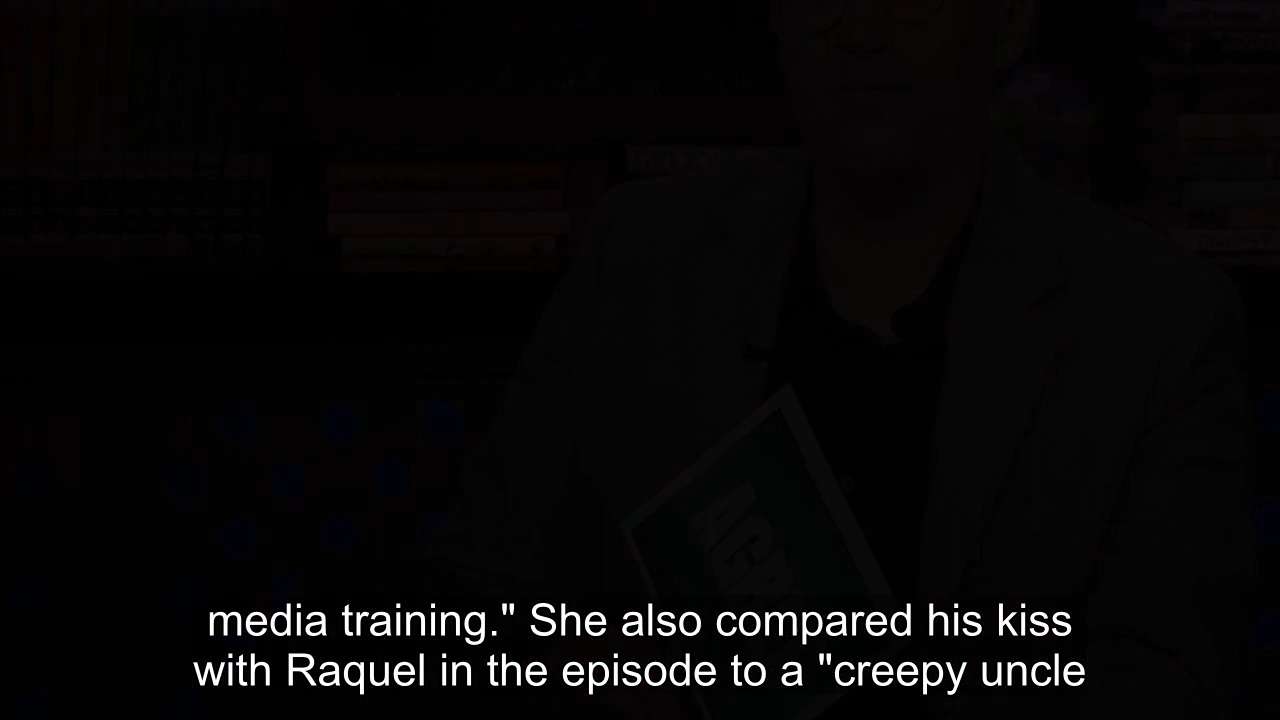 media training." She also compared his kiss
with Raquel in the episode to a "creepy uncle